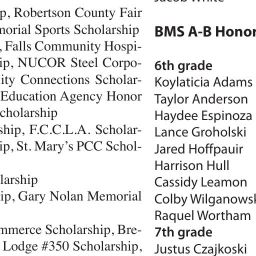 p, Robertson County Fair
morial Sports Scholarship
, Falls Community Hospi-
ip, NUCOR Steel Corpo-
ity Connections Scholar-
Education Agency Honor
cholarship
ship, F.C.C.L.A. Scholar-
ip, St. Mary's PCC Schol-
larship
ip, Gary Nolan Memorial
mmerce Scholarship, Bre-
Lodge #350 Scholarship,
BMS A-B Honor
6th grade
Koylaticia Adams
Taylor Anderson
Haydee Espinoza
Lance Groholski
Jared Hoffpauir
Harrison Hull
Cassidy Leamon
Colby Wilganowsk
Raquel Wortham
7th grade
Justus Czajkoski